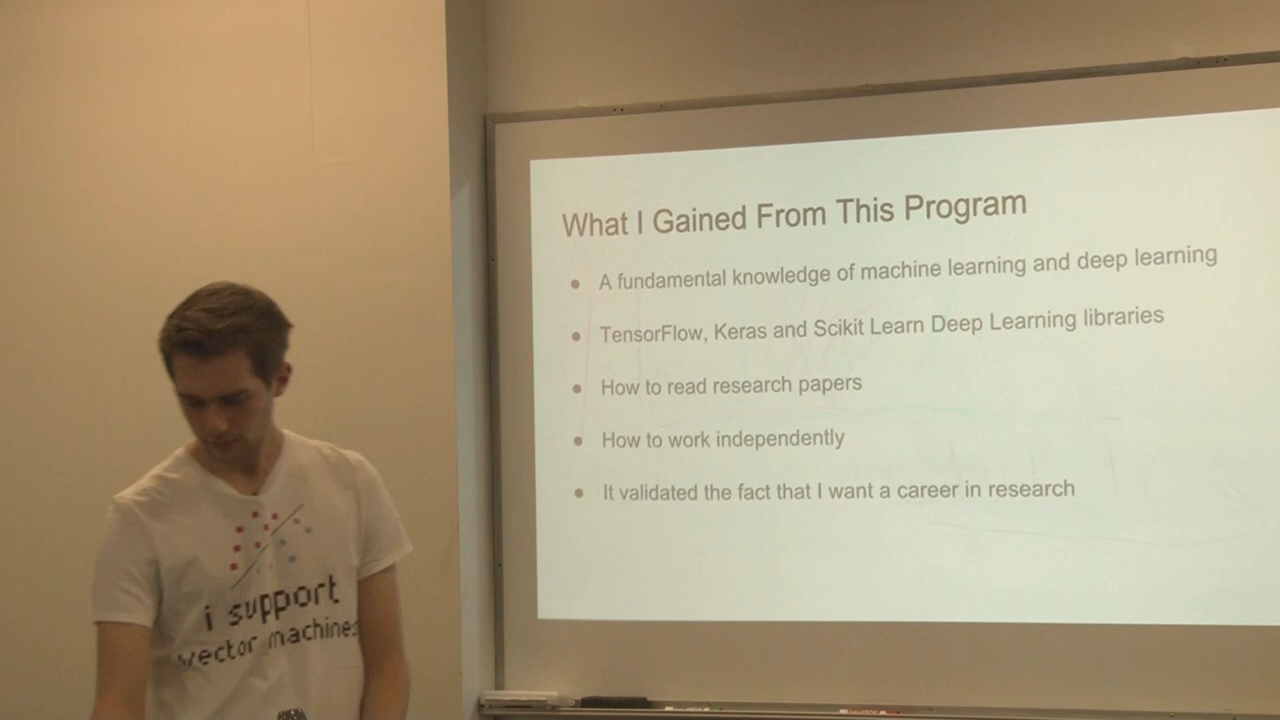 What I Gained From This Program
● A fundamental knowledge of machine learning and deep learning
● TensorFlow, Keras and Scikit Learn Deep Learning libraries
● How to read research papers
● How to work independently
● It validated the fact that I want a career in research
i support
vector machines